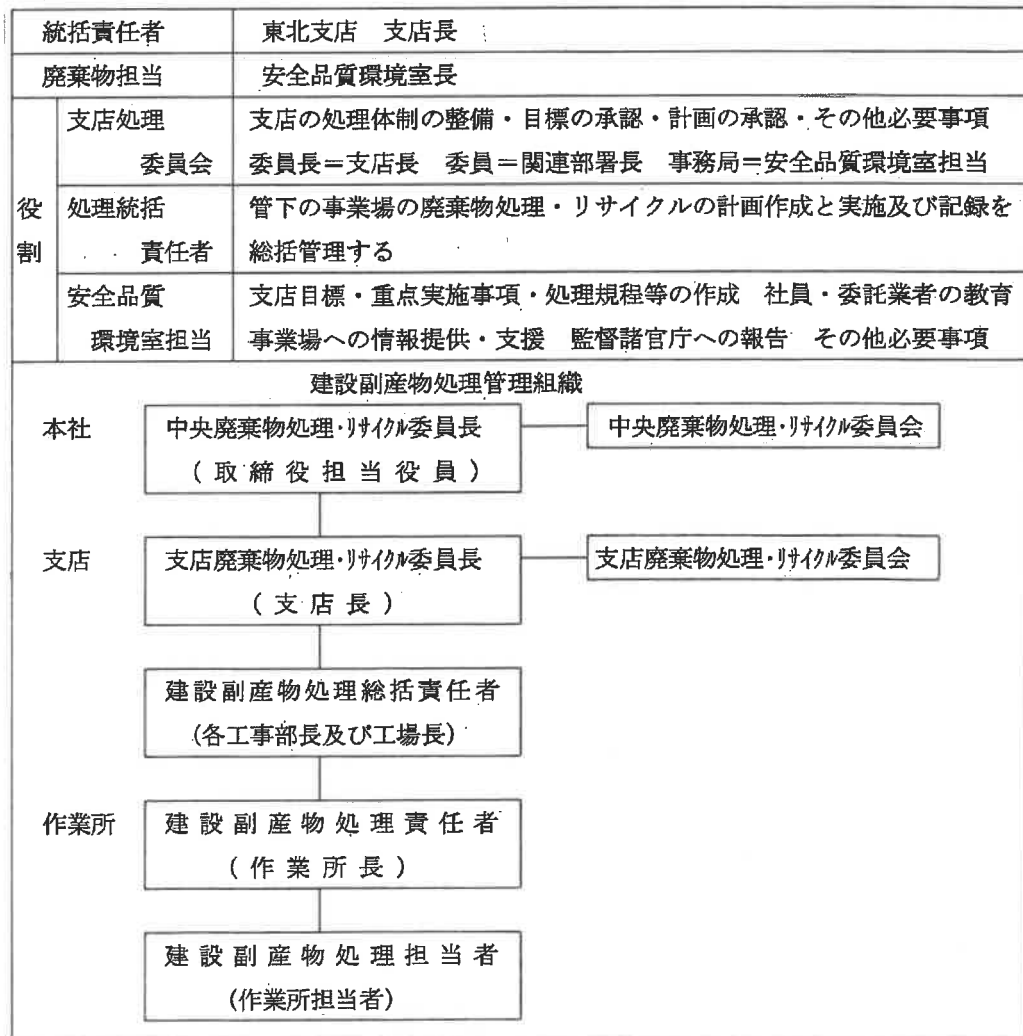 統括責任者 東北支店 支店長
廃棄物担当 安全品質環境室長
役割
支店処理委員会 支店の処理体制の整備・目標の承認・計画の承認・その他必要事項
委員長=支店長 委員=関連部署長 事務局=安全品質環境室担当
処理統括責任者 管下の事業場の廃棄物処理・リサイクルの計画作成と実施及び記録を
総括管理する
安全品質環境室担当 支店目標・重点実施事項・処理規程等の作成 社員・委託業者の教育
事業場への情報提供・支援 監督諸官庁への報告 その他必要事項
建設副産物処理管理組織
本社 中央廃棄物処理・リサイクル委員長 中央廃棄物処理・リサイクル委員会
(取締役担当役員)
支店 支店廃棄物処理・リサイクル委員長 支店廃棄物処理・リサイクル委員会
(支店長)
建設副産物処理総括責任者
(各工事部長及び工場長)
作業所 建設副産物処理責任者
(作業所長)
建設副産物処理担当者
(作業所担当者)